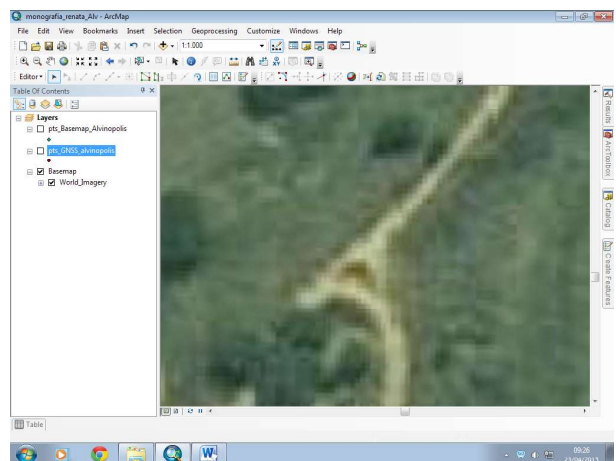 monografia_renata_Alv - ArcMap
File Edit View Bookmarks Insert Selection Geoprocessing Customize Windows Help
1:1.000
Editor
Table Of Contents
Layers
pts_Basemap_Alvinopolis
pts_GNSS_alvinopolis
Basemap
World_Imagery
Results
ArcToolbox
Catalog
Create Features
Table
09:26